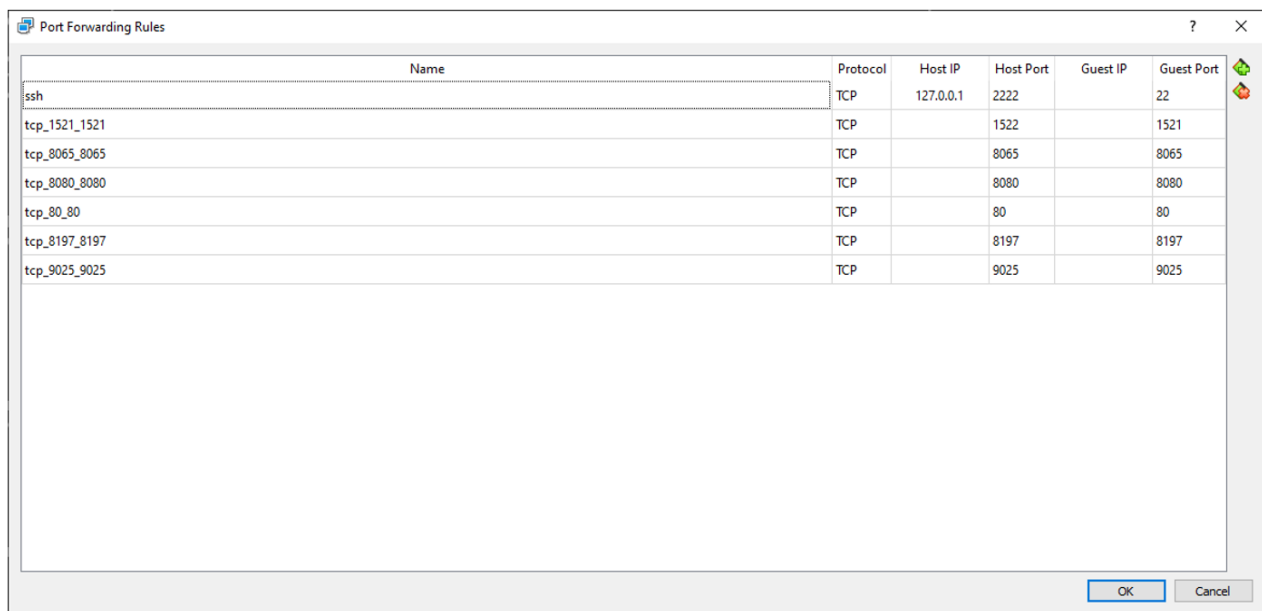 Port Forwarding Rules ?
Name Protocol Host IP Host Port Guest IP Guest Port
ssh TCP 127.0.0.1 2222 22
tcp_1521_1521 TCP 1522 1521
tcp_8065_8065 TCP 8065 8065
tcp_8080_8080 TCP 8080 8080
tcp_80_80 TCP 80 80
tcp_8197_8197 TCP 8197 8197
tcp_9025_9025 TCP 9025 9025
OK Cancel